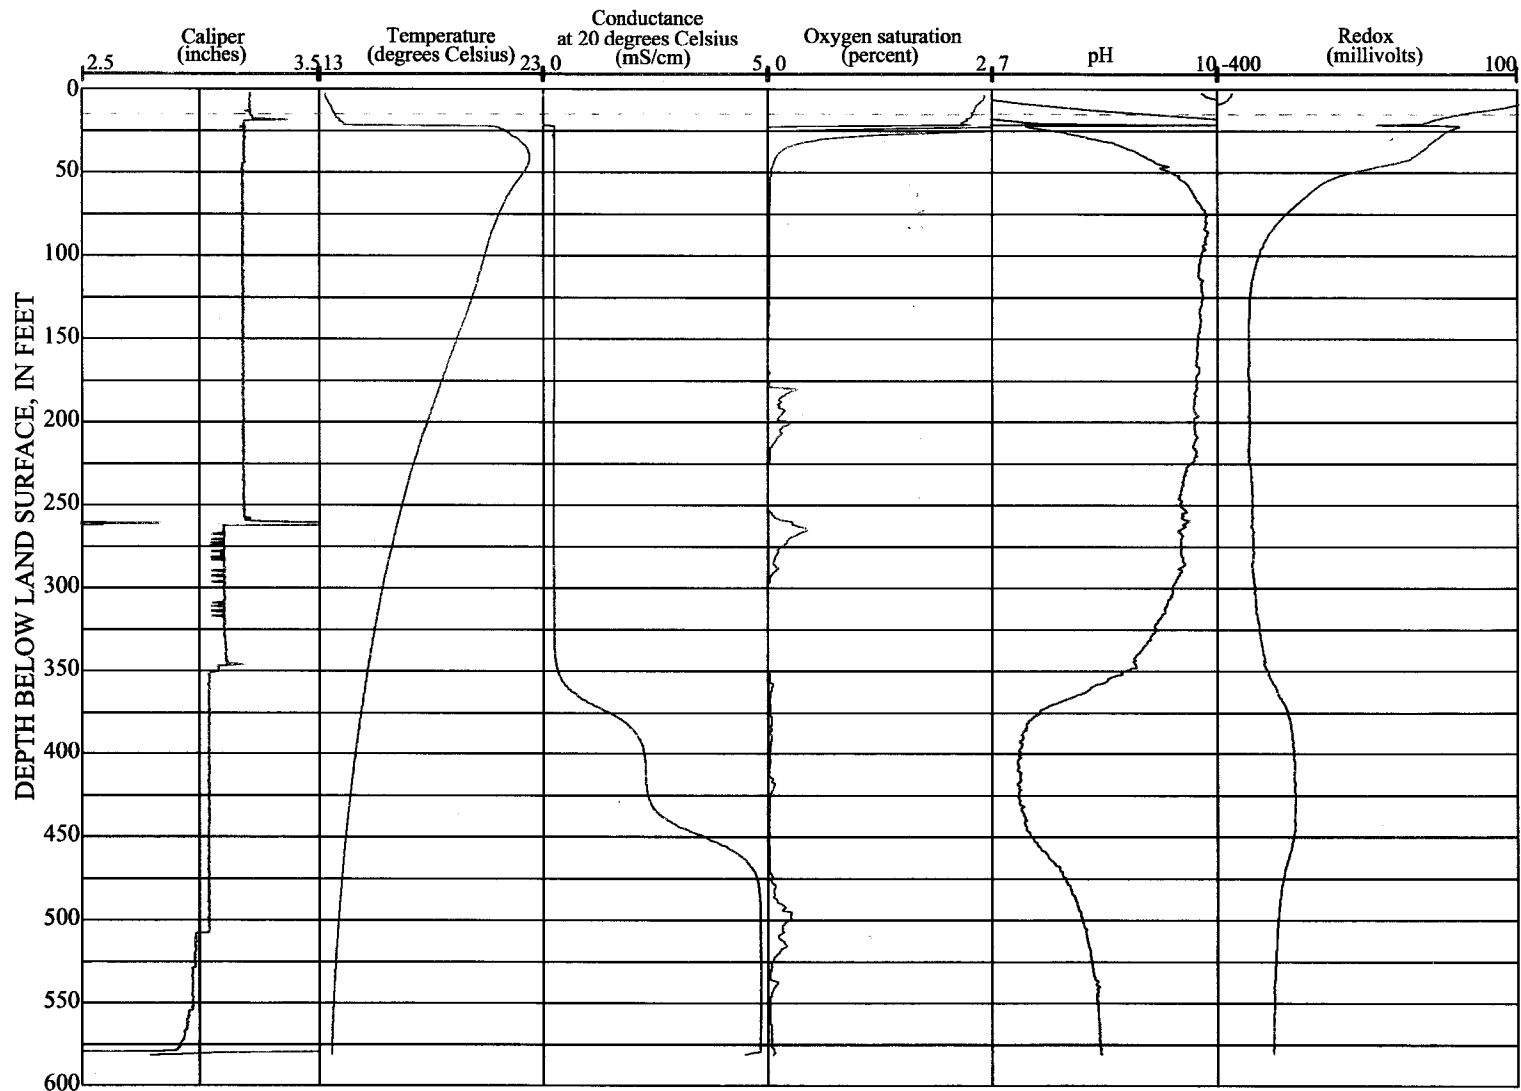 Caliper
(inches)
2.5 3.5
Temperature
(degrees Celsius)
13 23
Conductance
at 20 degrees Celsius
(mS/cm)
0 5
Oxygen saturation
(percent)
0 2
pH
7 10
Redox
(millivolts)
-400 100
DEPTH BELOW LAND SURFACE, IN FEET
0
50
100
150
200
250
300
350
400
450
500
550
600